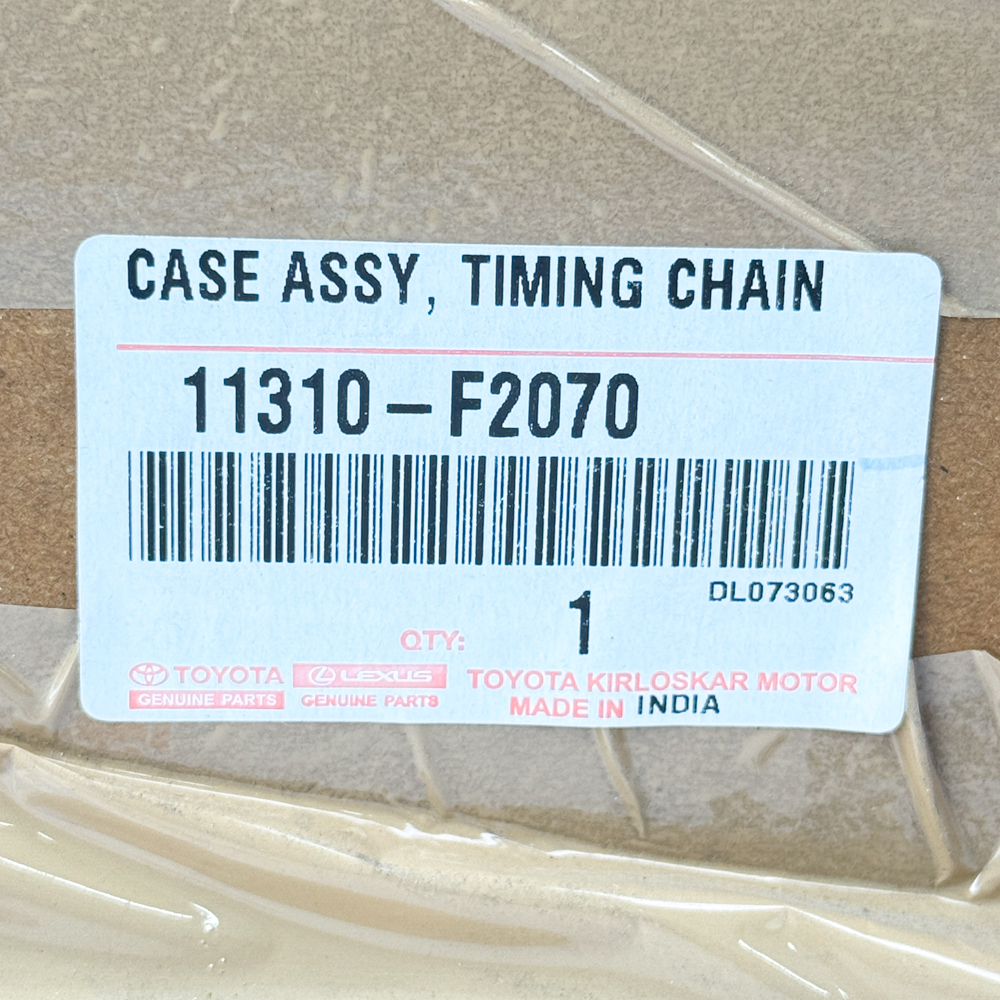 CASE ASSY, TIMING CHAIN
11310-F2070
DL073063
QTY: 1
TOYOTA LEXUS TOYOTA KIRLOSKAR MOTOR
GENUINE PARTS GENUINE PARTS MADE IN INDIA